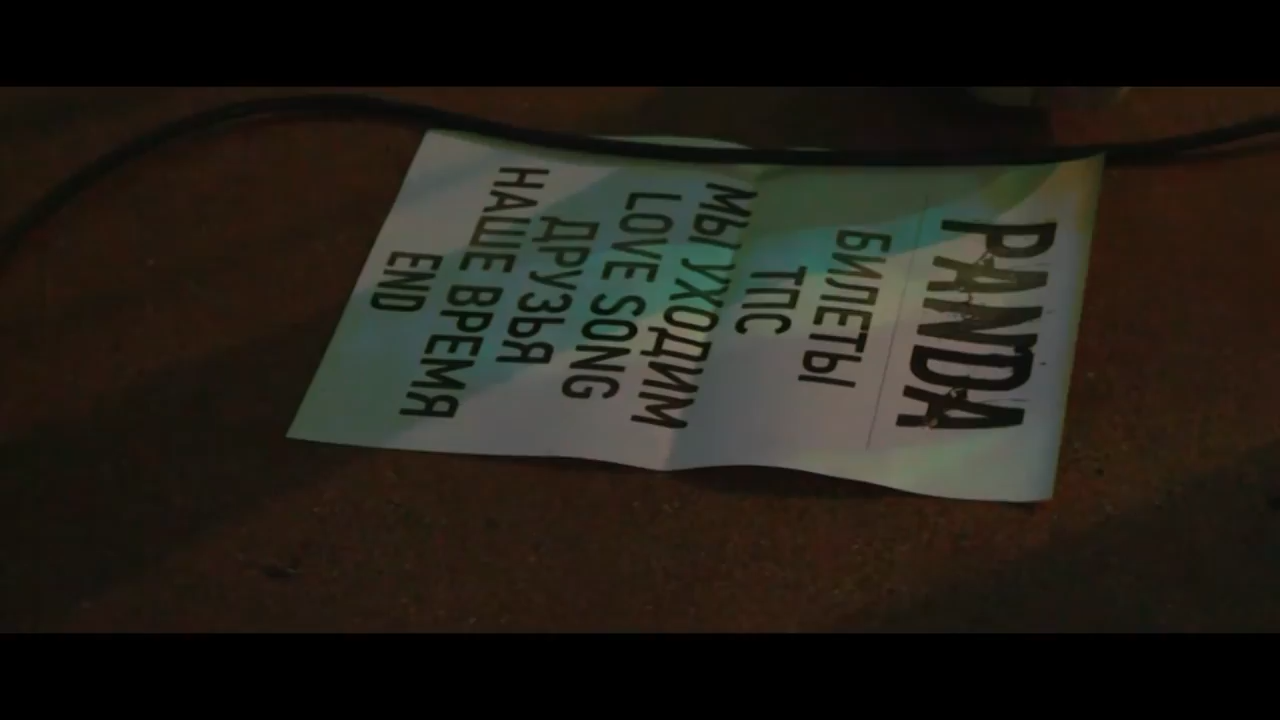 PANDA
БИЛЕТЫ
ТПС
МЫ УХОДИМ
LOVE SONG
ДРУЗЬЯ
НАШЕ ВРЕМЯ
END